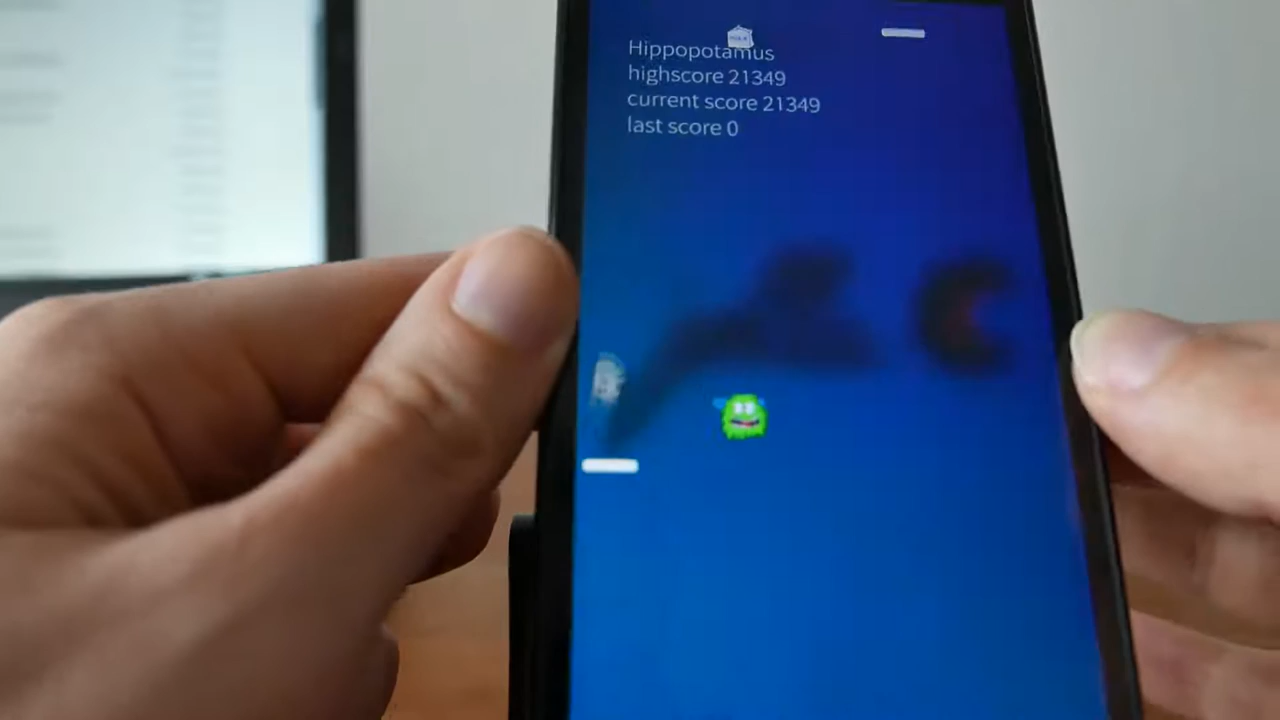 Hippopotamus
highscore 21349
current score 21349
last score 0